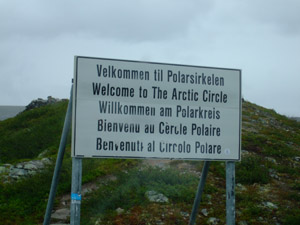 Velkommen til Polarsirkelen
Welcome to The Arctic Circle
Willkommen am Polarkreis
Bienvenu au Cercle Polaire
Benvenuti al Circolo Polare